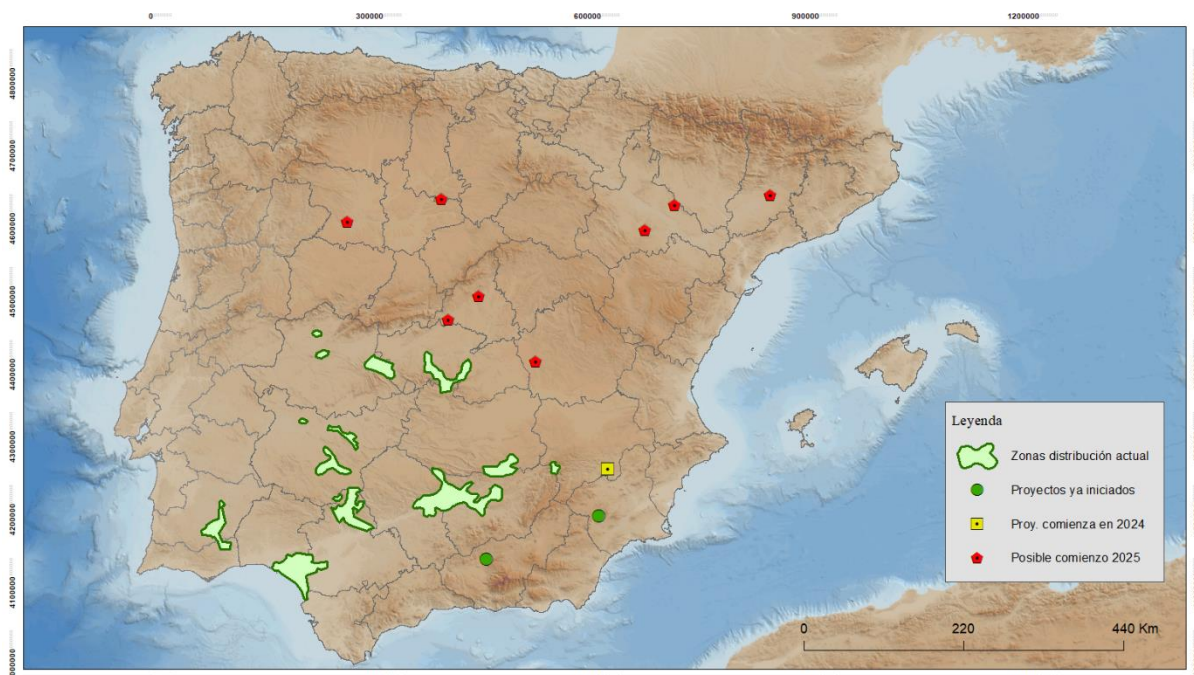 0 300000 600000 900000 1200000
4800000
4700000
4600000
4500000
4400000
4300000
4200000
4100000
000000
Leyenda
Zonas distribución actual
Proyectos ya iniciados
Proy. comienza en 2024
Posible comienzo 2025
0 220 440 Km